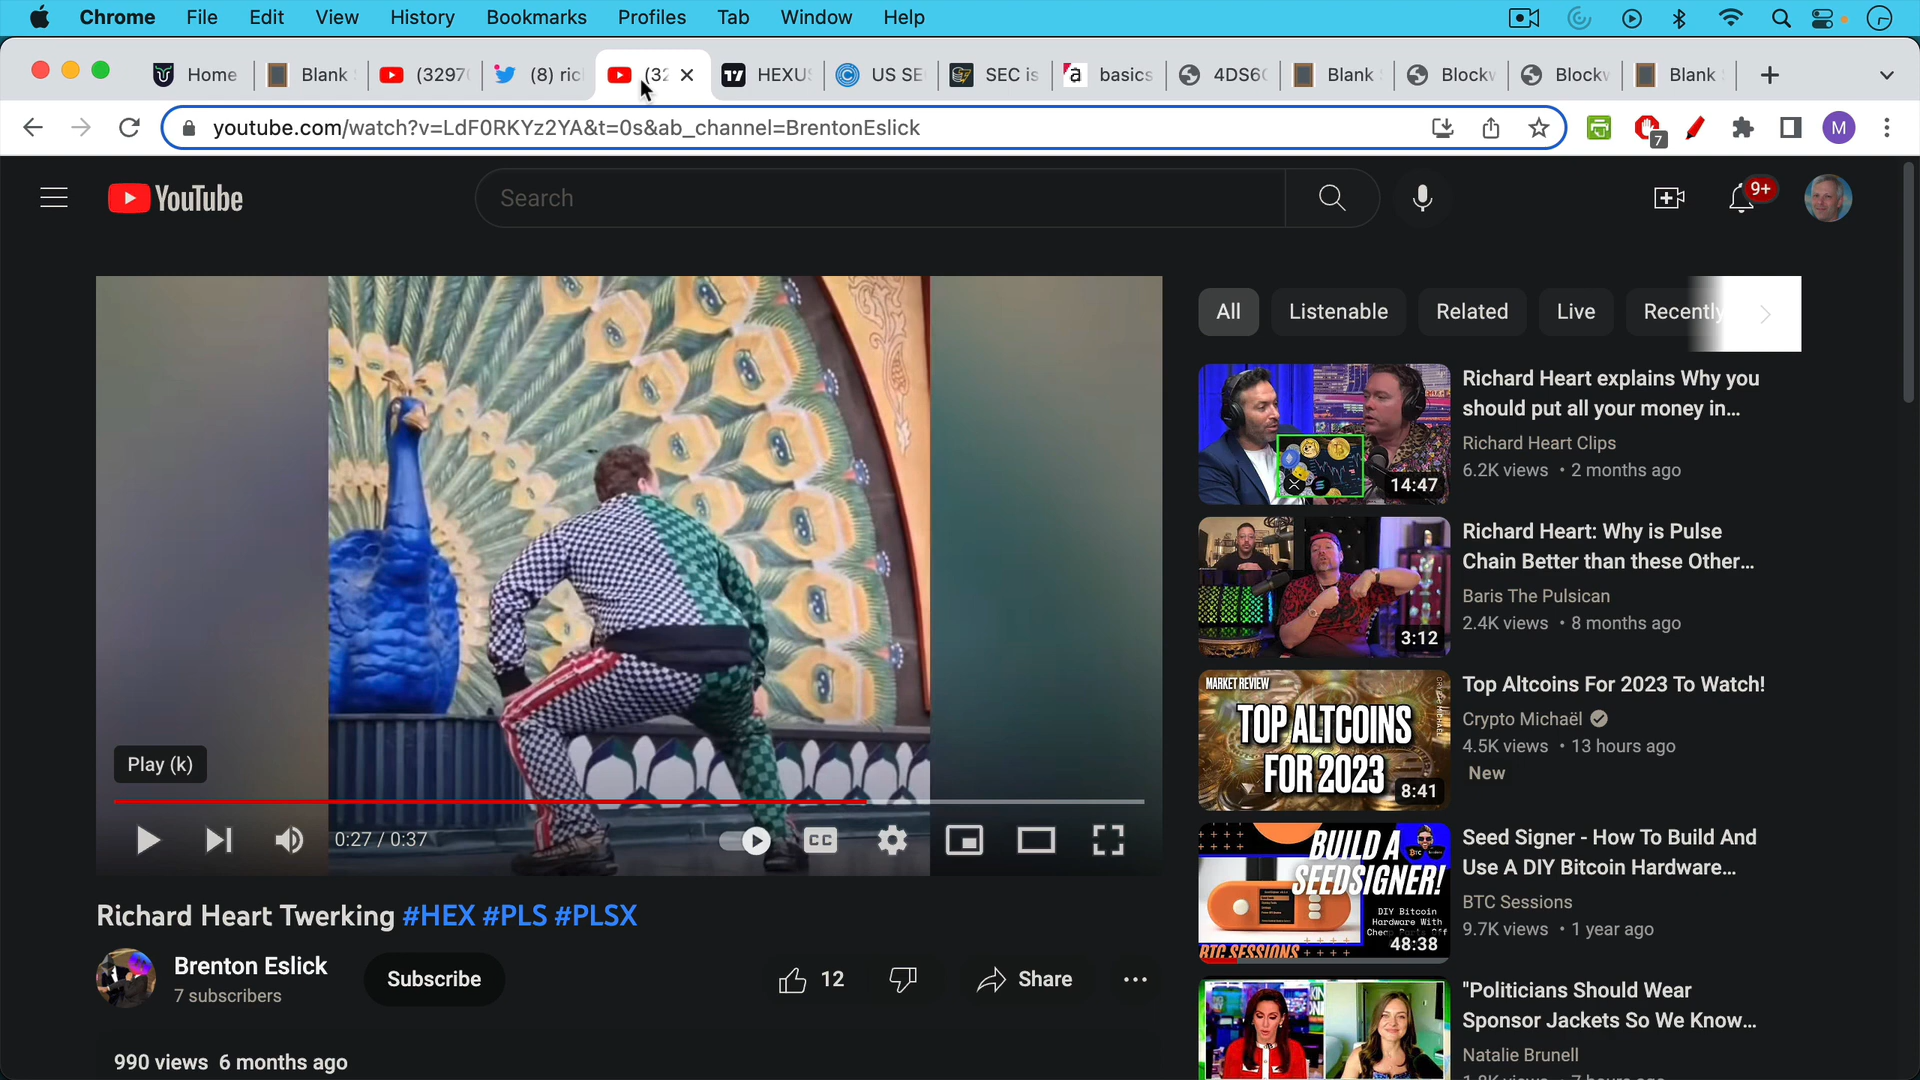 Chrome File Edit View History Bookmarks Profiles Tab Window Help
Home Blank (3297 (8) ric (32 HEXUS US SE SEC is basics 4DS6 Blank Blockw Blockw Blank
youtube.com/watch?v=LdF0RKYz2YA&t=0s&ab_channel=BrentonEslick
7
M
YouTube
Search
9+
All Listenable Related Live Recently
Richard Heart explains Why you
should put all your money in...
Richard Heart Clips
6.2K views • 2 months ago
14:47
Richard Heart: Why is Pulse
Chain Better than these Other...
Baris The Pulsican
2.4K views • 8 months ago
3:12
MARKET REVIEW
TOP ALTCOINS
FOR 2023
8:41
Top Altcoins For 2023 To Watch!
Crypto Michaël
4.5K views • 13 hours ago
New
BUILD A
SEEDSIGNER!
DIY Bitcoin
Hardware With
BTC SESSIONS
48:38
Seed Signer - How To Build And
Use A DIY Bitcoin Hardware...
BTC Sessions
9.7K views • 1 year ago
"Politicians Should Wear
Sponsor Jackets So We Know...
Natalie Brunell
Play (k)
0:27 / 0:37
CC
Richard Heart Twerking #HEX #PLS #PLSX
Brenton Eslick
7 subscribers
Subscribe
12
Share
990 views 6 months ago